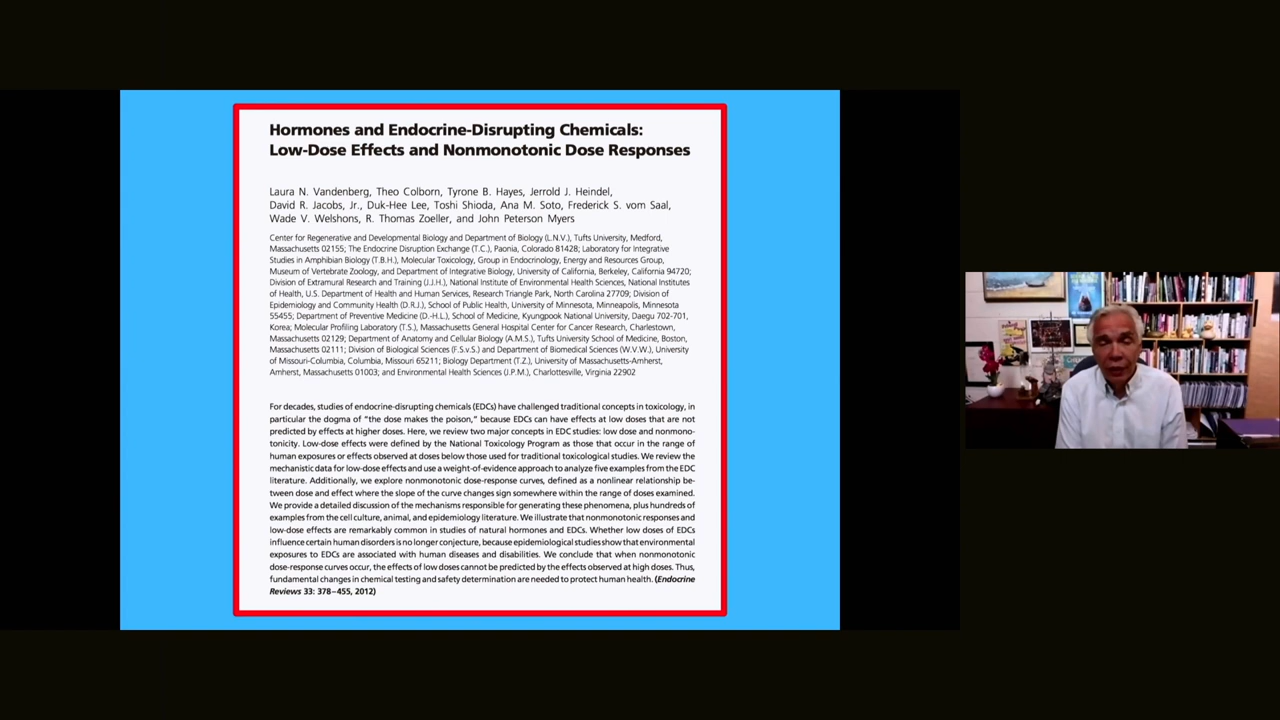 Hormones and Endocrine-Disrupting Chemicals:
Low-Dose Effects and Nonmonotonic Dose Responses
Laura N. Vandenberg, Theo Colborn, Tyrone B. Hayes, Jerrold J. Heindel,
David R. Jacobs, Jr., Duk-Hee Lee, Toshi Shioda, Ana M. Soto, Frederick S. vom Saal,
Wade V. Welshons, R. Thomas Zoeller, and John Peterson Myers
Center for Regenerative and Developmental Biology and Department of Biology (L.N.V.), Tufts University, Medford,
Massachusetts 02155; The Endocrine Disruption Exchange (T.C.), Paonia, Colorado 81428; Laboratory for Integrative
Studies in Amphibian Biology (T.B.H.), Molecular Toxicology, Group in Endocrinology, Energy and Resources Group,
Museum of Vertebrate Zoology, and Department of Integrative Biology, University of California, Berkeley, California 94720;
Division of Extramural Research and Training (J.J.H.), National Institute of Environmental Health Sciences, National Institutes
of Health, U.S. Department of Health and Human Services, Research Triangle Park, North Carolina 27709; Division of
Epidemiology and Community Health (D.R.J.), School of Public Health, University of Minnesota, Minneapolis, Minnesota
55455; Department of Preventive Medicine (D.-H.L.), School of Medicine, Kyungpook National University, Daegu 702-701,
Korea; Molecular Profiling Laboratory (T.S.), Massachusetts General Hospital Center for Cancer Research, Charlestown,
Massachusetts 02129; Department of Anatomy and Cellular Biology (A.M.S.), Tufts University School of Medicine, Boston,
Massachusetts 02111; Division of Biological Sciences (F.S.v.S) and Department of Biomedical Sciences (W.V.W), University
of Missouri-Columbia, Columbia, Missouri 65211; Biology Department (T.Z.), University of Massachusetts-Amherst,
Amherst, Massachusetts 01003; and Environmental Health Sciences (J.P.M.), Charlottesville, Virginia 22902
For decades, studies of endocrine-disrupting chemicals (EDCs) have challenged traditional concepts in toxicology, in
particular the dogma of “the dose makes the poison,” because EDCs can have effects at low doses that are not
predicted by effects at higher doses. Here, we review two major concepts in EDC studies: low dose and nonmono-
tonicity. Low-dose effects were defined by the National Toxicology Program as those that occur in the range of
human exposures or effects observed at doses below those used for traditional toxicological studies. We review the
mechanistic data for low-dose effects and use a weight-of-evidence approach to analyze five examples from the EDC
literature. Additionally, we explore nonmonotonic dose-response curves, defined as a nonlinear relationship be-
tween dose and effect where the slope of the curve changes sign somewhere within the range of doses examined.
We provide a detailed discussion of the mechanisms responsible for generating these phenomena, plus hundreds of
examples from the cell culture, animal, and epidemiology literature. We illustrate that nonmonotonic responses and
low-dose effects are remarkably common in studies of natural hormones and EDCs. Whether low doses of EDCs
influence certain human disorders is no longer conjecture, because epidemiological studies show that environmental
exposures to EDCs are associated with human diseases and disabilities. We conclude that when nonmonotonic
dose-response curves occur, the effects of low doses cannot be predicted by the effects observed at high doses. Thus,
fundamental changes in chemical testing and safety determination are needed to protect human health. (Endocrine
Reviews 33: 378–455, 2012)